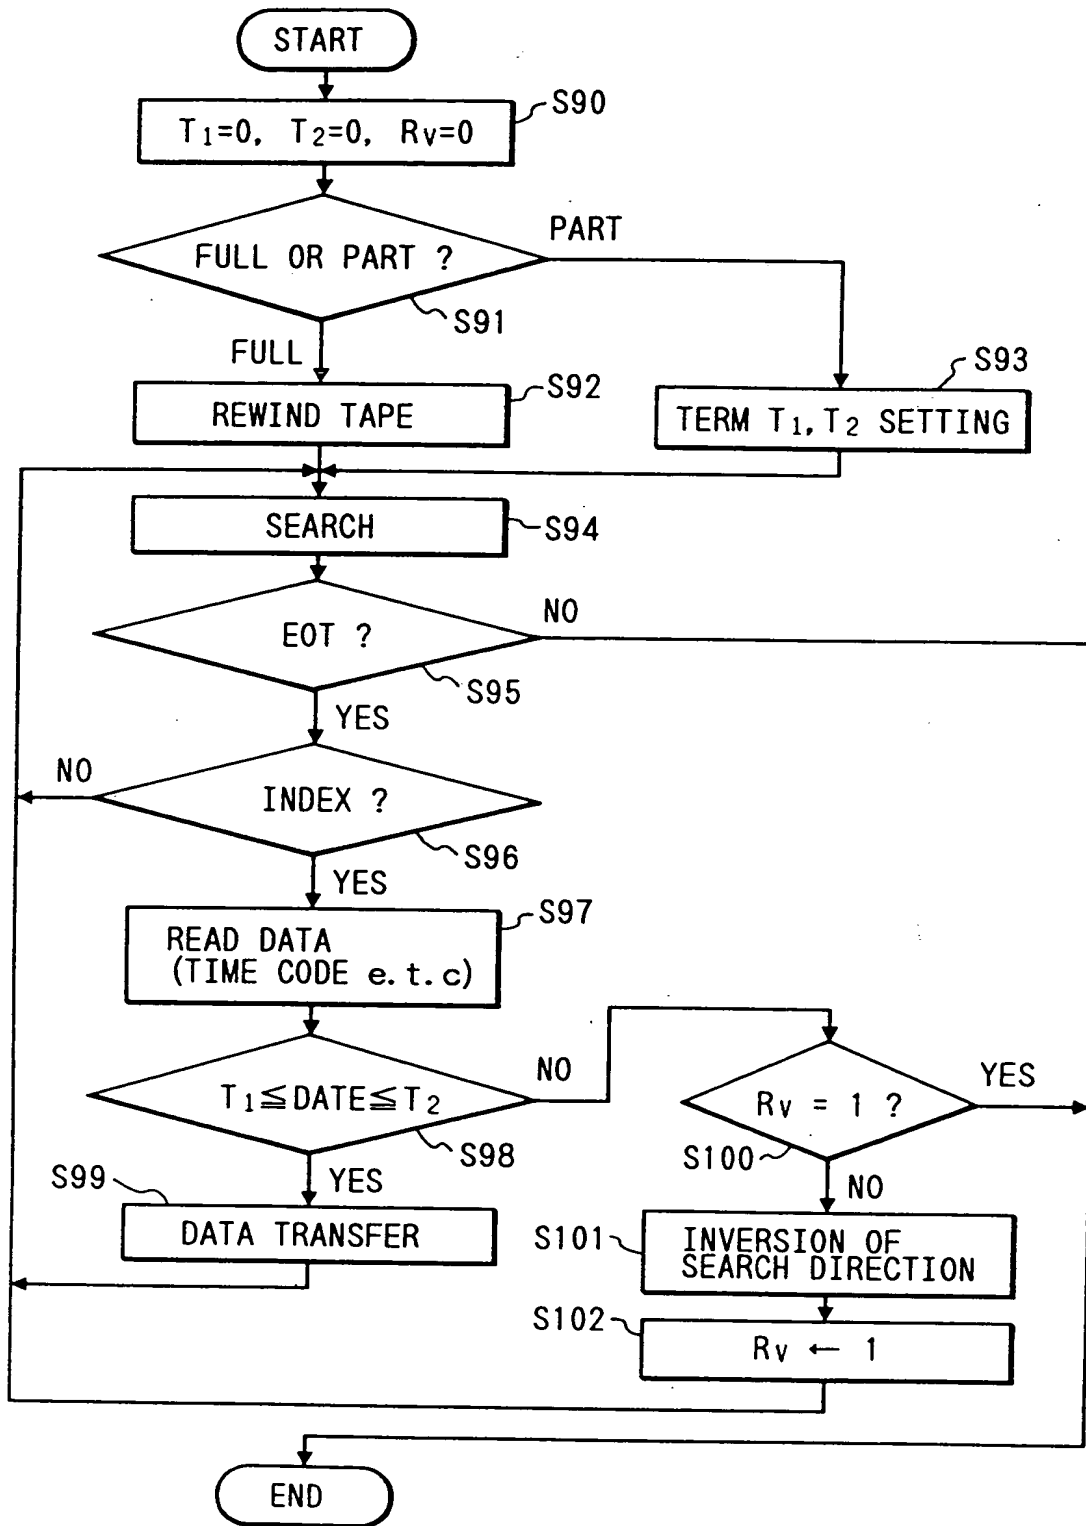 START
S90
T1=0, T2=0, Rv=0
PART
FULL OR PART ?
S91
FULL
S92
S93
REWIND TAPE
TERM T1, T2 SETTING
SEARCH
S94
NO
EOT ?
S95
YES
NO
INDEX ?
S96
YES
S97
READ DATA
(TIME CODE e.t.c)
NO
YES
T1≦DATE≦T2
Rv = 1 ?
S98
S100
S99
YES
NO
DATA TRANSFER
S101
INVERSION OF
SEARCH DIRECTION
S102
Rv ← 1
END